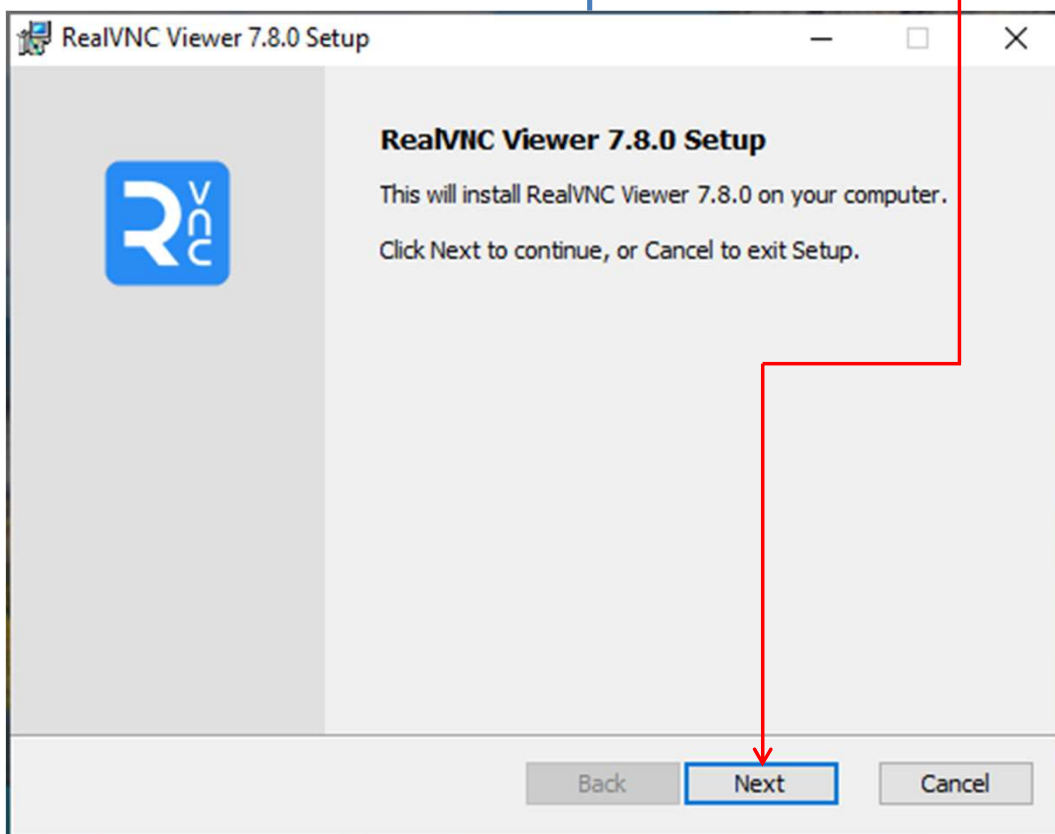 RealVNC Viewer 7.8.0 Setup
R VNC
RealVNC Viewer 7.8.0 Setup
This will install RealVNC Viewer 7.8.0 on your computer.
Click Next to continue, or Cancel to exit Setup.
Back Next Cancel